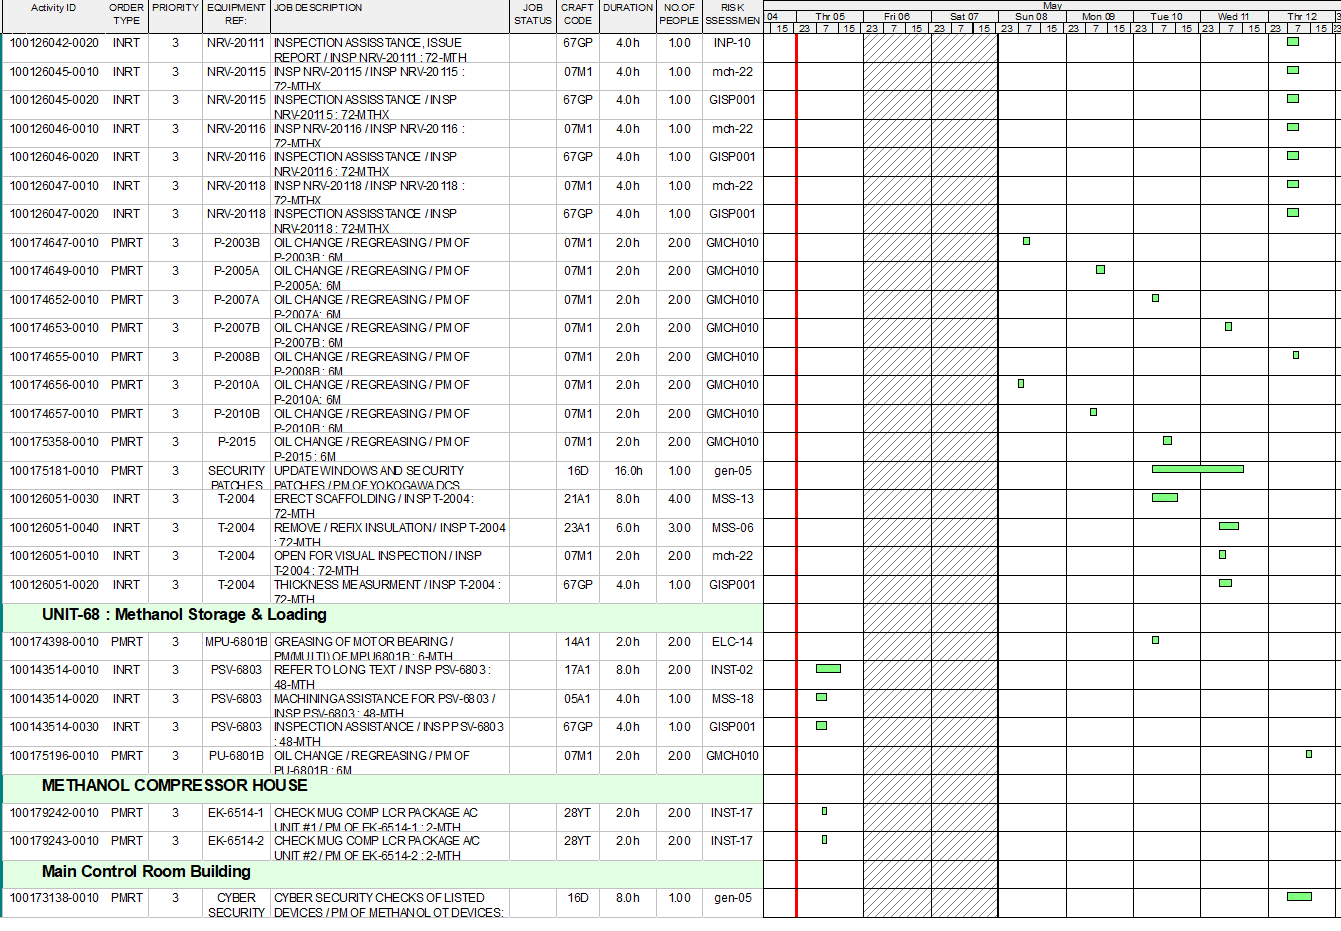 May
Activity ID ORDER TYPE PRIORITY EQUIPMENT REF: JOB DESCRIPTION JOB STATUS CRAFT CODE DURATION NO.OF PEOPLE RISK SSESSMEN 04 Thr 05 Fri 06 Sat 07 Sun 08 Mon 09 Tue 10 Wed 11 Thr 12
15 23 7 15 23 7 15 23 7 15 23 7 15 23 7 15 23 7 15 23 7 15 23 7 15 23
100126042-0020 INRT 3 NRV-20111 INSPECTION ASSISSTANCE, ISSUE 67GP 4.0h 1.00 INP-10
REPORT / INSP NRV-20111 : 72-MTH
100126045-0010 INRT 3 NRV-20115 INSP NRV-20115 / INSP NRV-20115 : 07M1 4.0h 1.00 mch-22
72-MTHX
100126045-0020 INRT 3 NRV-20115 INSPECTION ASSISSTANCE / INSP 67GP 4.0h 1.00 GISP001
NRV-20115 : 72-MTHX
100126046-0010 INRT 3 NRV-20116 INSP NRV-20116 / INSP NRV-20116 : 07M1 4.0h 1.00 mch-22
72-MTHX
100126046-0020 INRT 3 NRV-20116 INSPECTION ASSISSTANCE / INSP 67GP 4.0h 1.00 GISP001
NRV-20116 : 72-MTHX
100126047-0010 INRT 3 NRV-20118 INSP NRV-20118 / INSP NRV-20118 : 07M1 4.0h 1.00 mch-22
72-MTHX
100126047-0020 INRT 3 NRV-20118 INSPECTION ASSISSTANCE / INSP 67GP 4.0h 1.00 GISP001
NRV-20118 : 72-MTHX
100174647-0010 PMRT 3 P-2003B OIL CHANGE / REGREASING / PM OF 07M1 2.0h 2.00 GMCH010
P-2003B : 6M
100174649-0010 PMRT 3 P-2005A OIL CHANGE / REGREASING / PM OF 07M1 2.0h 2.00 GMCH010
P-2005A: 6M
100174652-0010 PMRT 3 P-2007A OIL CHANGE / REGREASING / PM OF 07M1 2.0h 2.00 GMCH010
P-2007A: 6M
100174653-0010 PMRT 3 P-2007B OIL CHANGE / REGREASING / PM OF 07M1 2.0h 2.00 GMCH010
P-2007B : 6M
100174655-0010 PMRT 3 P-2008B OIL CHANGE / REGREASING / PM OF 07M1 2.0h 2.00 GMCH010
P-2008B : 6M
100174656-0010 PMRT 3 P-2010A OIL CHANGE / REGREASING / PM OF 07M1 2.0h 2.00 GMCH010
P-2010A: 6M
100174657-0010 PMRT 3 P-2010B OIL CHANGE / REGREASING / PM OF 07M1 2.0h 2.00 GMCH010
P-2010B : 6M
100175358-0010 PMRT 3 P-2015 OIL CHANGE / REGREASING / PM OF 07M1 2.0h 2.00 GMCH010
P-2015 : 6M
100175181-0010 PMRT 3 SECURITY UPDATE WINDOWS AND SECURITY 16D 16.0h 1.00 gen-05
PATCHES PATCHES / PM OF YOKOGAWA DCS
100126051-0030 INRT 3 T-2004 ERECT SCAFFOLDING / INSP T-2004 : 21A1 8.0h 4.00 MSS-13
72-MTH
100126051-0040 INRT 3 T-2004 REMOVE / REFIX INSULATION / INSP T-2004 23A1 6.0h 3.00 MSS-06
: 72-MTH
100126051-0010 INRT 3 T-2004 OPEN FOR VISUAL INSPECTION / INSP 07M1 2.0h 2.00 mch-22
T-2004 : 72-MTH
100126051-0020 INRT 3 T-2004 THICKNESS MEASURMENT / INSP T-2004 : 67GP 4.0h 1.00 GISP001
72-MTH
UNIT-68 : Methanol Storage & Loading
100174398-0010 PMRT 3 MPU-6801B GREASING OF MOTOR BEARING / 14A1 2.0h 2.00 ELC-14
PM(MULTI) OF MPU6801B : 6-MTH
100143514-0010 INRT 3 PSV-6803 REFER TO LONG TEXT / INSP PSV-6803 : 17A1 8.0h 2.00 INST-02
48-MTH
100143514-0020 INRT 3 PSV-6803 MACHINING ASSISTANCE FOR PSV-6803 / 05A1 4.0h 1.00 MSS-18
INSP PSV-6803 : 48-MTH
100143514-0030 INRT 3 PSV-6803 INSPECTION ASSISTANCE / INSP PSV-6803 67GP 4.0h 1.00 GISP001
: 48-MTH
100175196-0010 PMRT 3 PU-6801B OIL CHANGE / REGREASING / PM OF 07M1 2.0h 2.00 GMCH010
PU-6801B : 6M
METHANOL COMPRESSOR HOUSE
100179242-0010 PMRT 3 EK-6514-1 CHECK MUG COMP LCR PACKAGE AC 28YT 2.0h 2.00 INST-17
UNIT #1 / PM OF EK-6514-1 : 2-MTH
100179243-0010 PMRT 3 EK-6514-2 CHECK MUG COMP LCR PACKAGE A/C 28YT 2.0h 2.00 INST-17
UNIT #2 / PM OF EK-6514-2 : 2-MTH
Main Control Room Building
100173138-0010 PMRT 3 CYBER CYBER SECURITY CHECKS OF LISTED 16D 8.0h 1.00 gen-05
SECURITY DEVICES / PM OF METHANOL OT DEVICES: